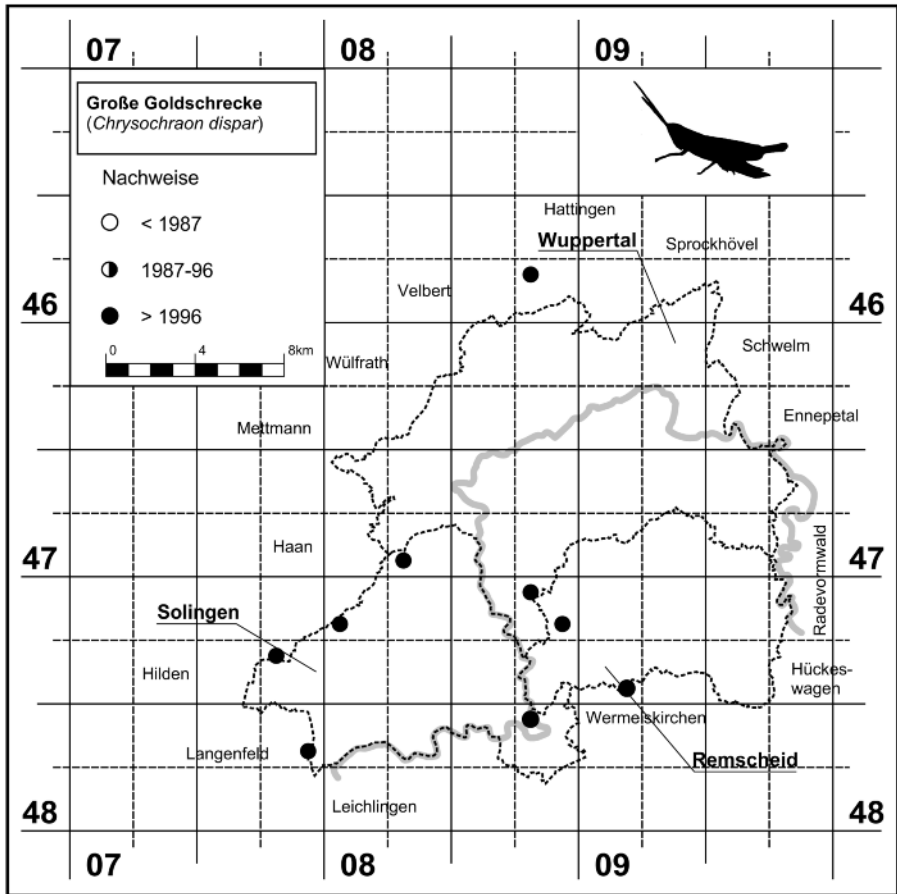 07
08
09
Große Goldschrecke
(Chrysochraon dispar)
Nachweise
< 1987
1987-96
> 1996
0 4 8km
Hattingen
Wuppertal
Sprockhövel
Velbert
46
46
Schwelm
Wülfrath
Ennepetal
Mettmann
Haan
47
47
Radevormwald
Solingen
Hilden
Hückes-
wagen
Wermelskirchen
Langenfeld
Remscheid
Leichlingen
48
48
07
08
09